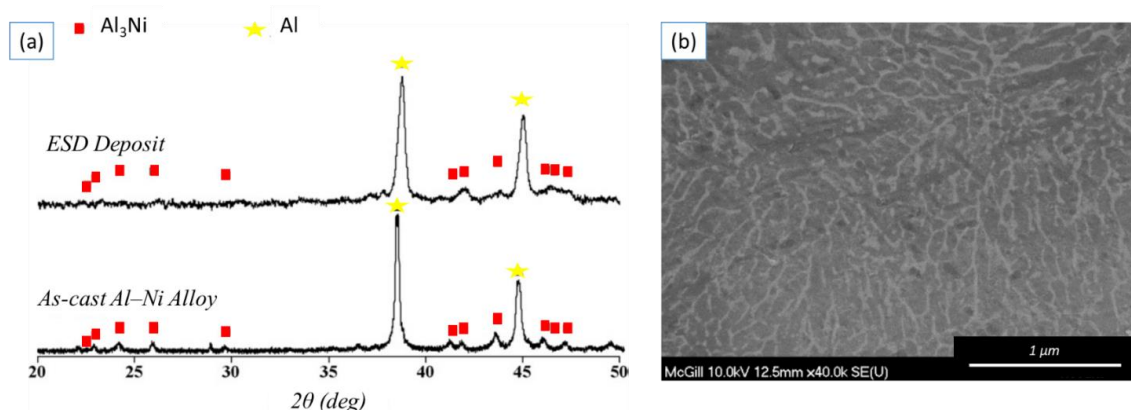 (a)
Al₃Ni
Al
ESD Deposit
As-cast Al–Ni Alloy
20 25 30 35 40 45 50
2θ (deg)
(b)
1 µm
McGill 10.0kV 12.5mm x40.0k SE(U)